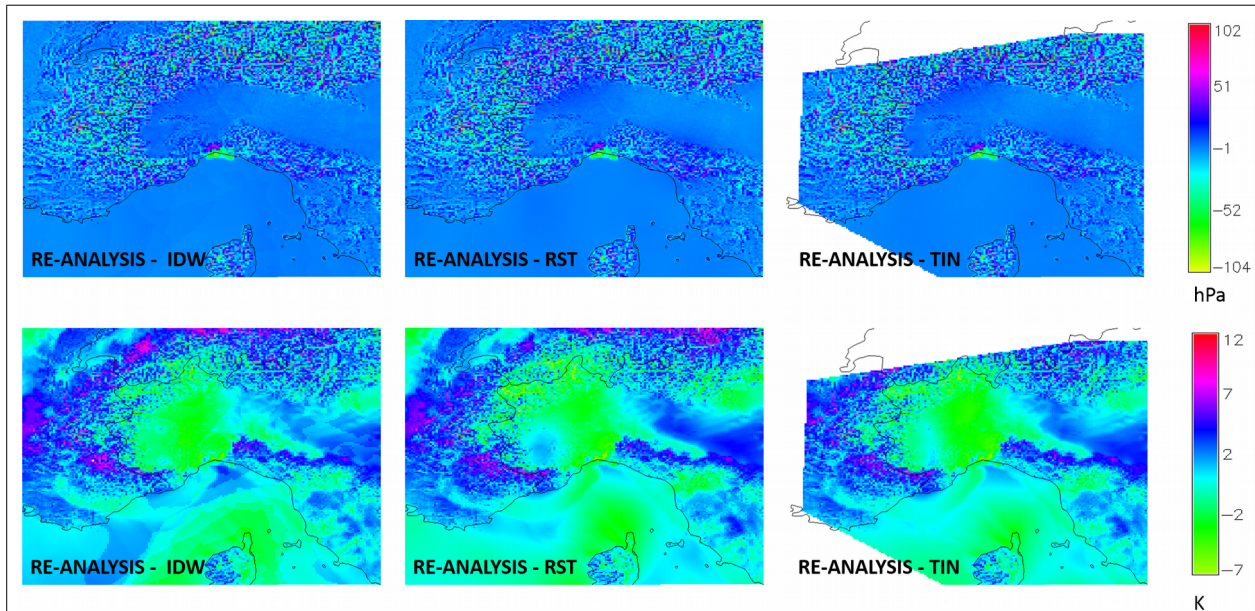 RE-ANALYSIS - IDW
RE-ANALYSIS - RST
RE-ANALYSIS - TIN
102
51
−1
−52
−104
hPa
RE-ANALYSIS - IDW
RE-ANALYSIS - RST
RE-ANALYSIS - TIN
12
7
2
−2
−7
K